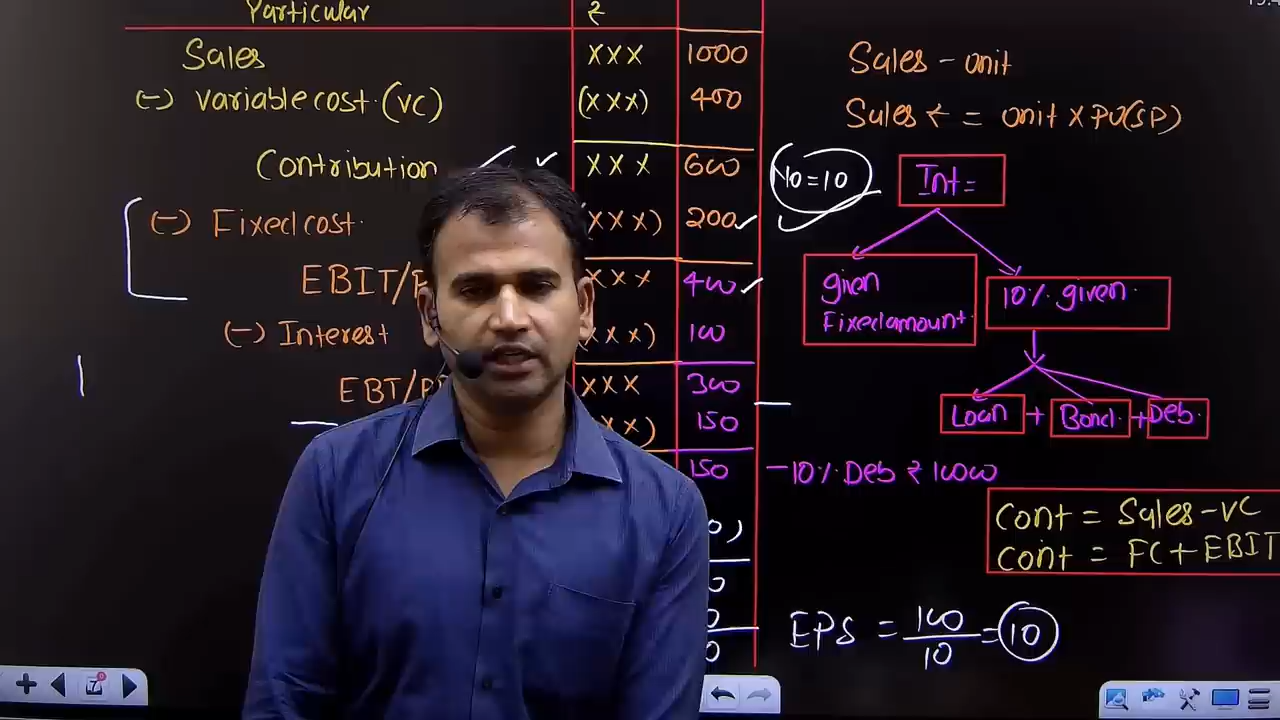 Particular ₹
Sales XXX 1000
(-) variable cost (VC) (XXX) 400
Contribution XXX 600
(-) Fixed cost XXX) 200
EBIT/ XXX 400
(-) Interest XX) 100
EBT/ XXX 300
X) 150
150
Sales - unit
Sales ₹ = unit X PU(SP)
10=10
Int=
given
Fixed amount
10% given
Loan + Bond + Deb.
- 10% Deb ₹ 1000
Cont = Sales - VC
Cont = FC + EBIT
EPS = 100/10 = 10